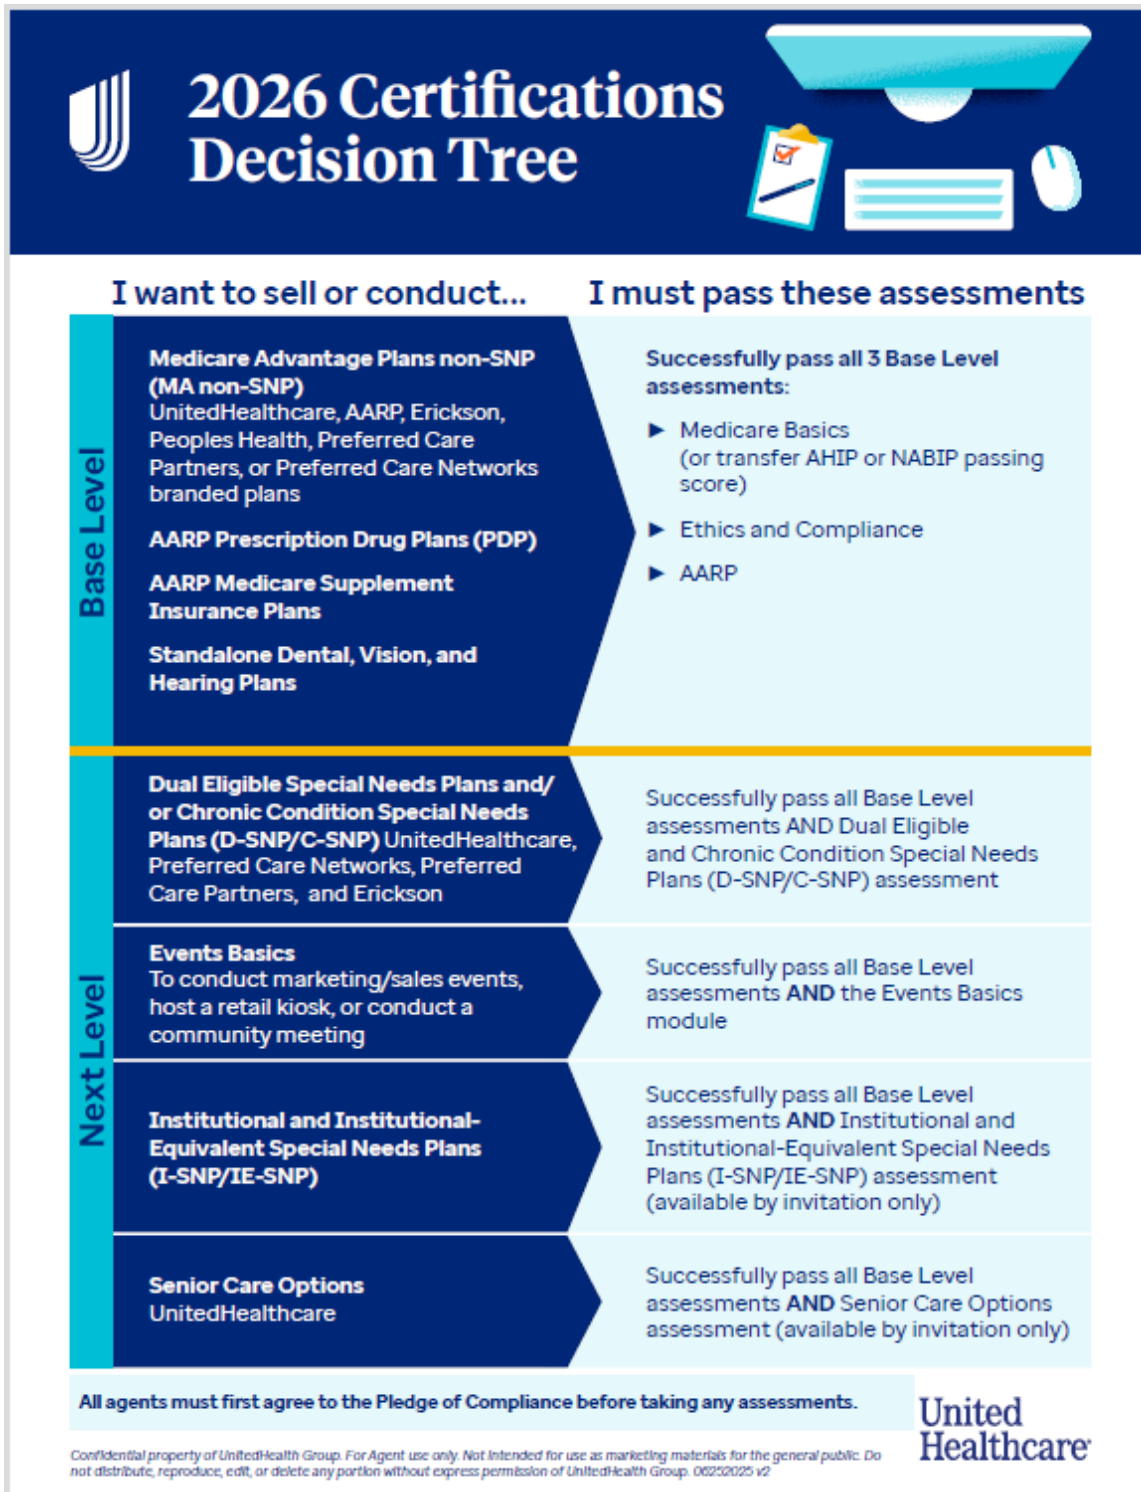 2026 Certifications
Decision Tree
I want to sell or conduct...
I must pass these assessments
Base Level
Medicare Advantage Plans non-SNP
(MA non-SNP)
UnitedHealthcare, AARP, Erickson,
Peoples Health, Preferred Care
Partners, or Preferred Care Networks
branded plans
AARP Prescription Drug Plans (PDP)
AARP Medicare Supplement
Insurance Plans
Standalone Dental, Vision, and
Hearing Plans
Successfully pass all 3 Base Level
assessments:
► Medicare Basics
(or transfer AHIP or NABIP passing
score)
► Ethics and Compliance
► AARP
Next Level
Dual Eligible Special Needs Plans and/
or Chronic Condition Special Needs
Plans (D-SNP/C-SNP) UnitedHealthcare,
Preferred Care Networks, Preferred
Care Partners, and Erickson
Successfully pass all Base Level
assessments AND Dual Eligible
and Chronic Condition Special Needs
Plans (D-SNP/C-SNP) assessment
Events Basics
To conduct marketing/sales events,
host a retail kiosk, or conduct a
community meeting
Successfully pass all Base Level
assessments AND the Events Basics
module
Institutional and Institutional-
Equivalent Special Needs Plans
(I-SNP/IE-SNP)
Successfully pass all Base Level
assessments AND Institutional and
Institutional-Equivalent Special Needs
Plans (I-SNP/IE-SNP) assessment
(available by invitation only)
Senior Care Options
UnitedHealthcare
Successfully pass all Base Level
assessments AND Senior Care Options
assessment (available by invitation only)
All agents must first agree to the Pledge of Compliance before taking any assessments.
United
Healthcare
Confidential property of UnitedHealth Group. For Agent use only. Not intended for use as marketing materials for the general public. Do
not distribute, reproduce, edit, or delete any portion without express permission of UnitedHealth Group. 06252025 v2